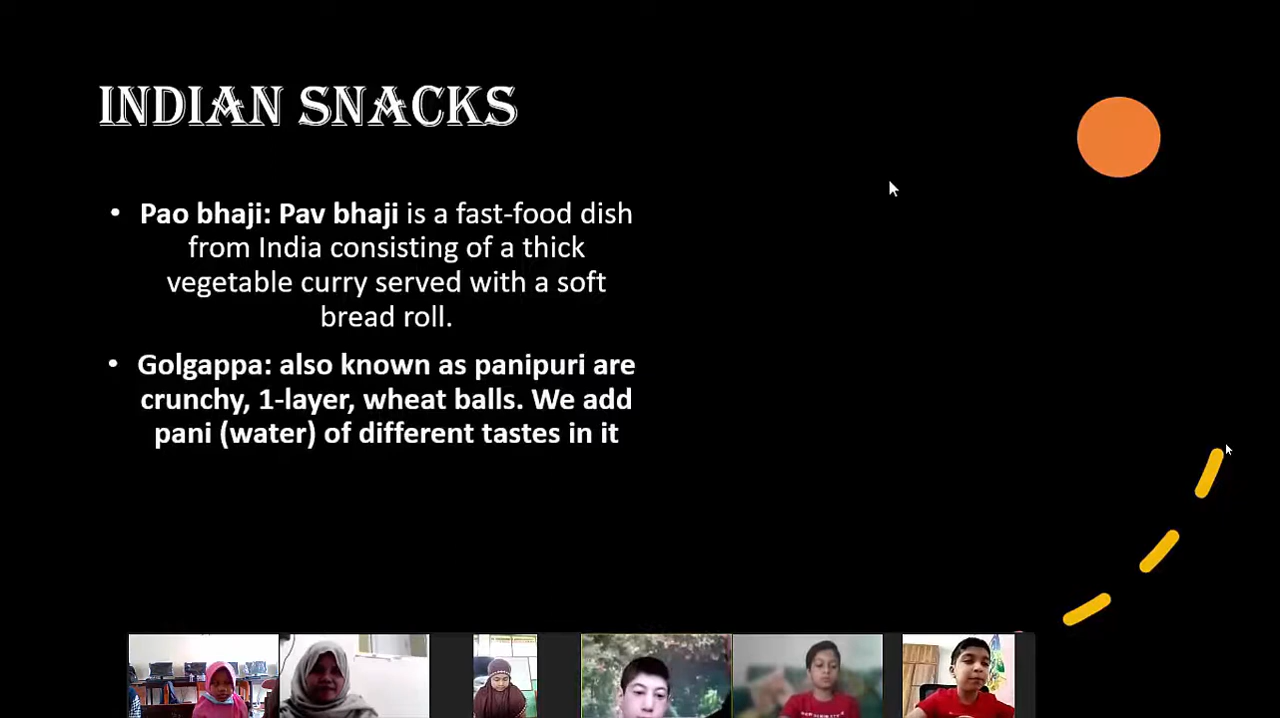 INDIAN SNACKS
• Pao bhaji: Pav bhaji is a fast-food dish
from India consisting of a thick
vegetable curry served with a soft
bread roll.
• Golgappa: also known as panipuri are
crunchy, 1-layer, wheat balls. We add
pani (water) of different tastes in it